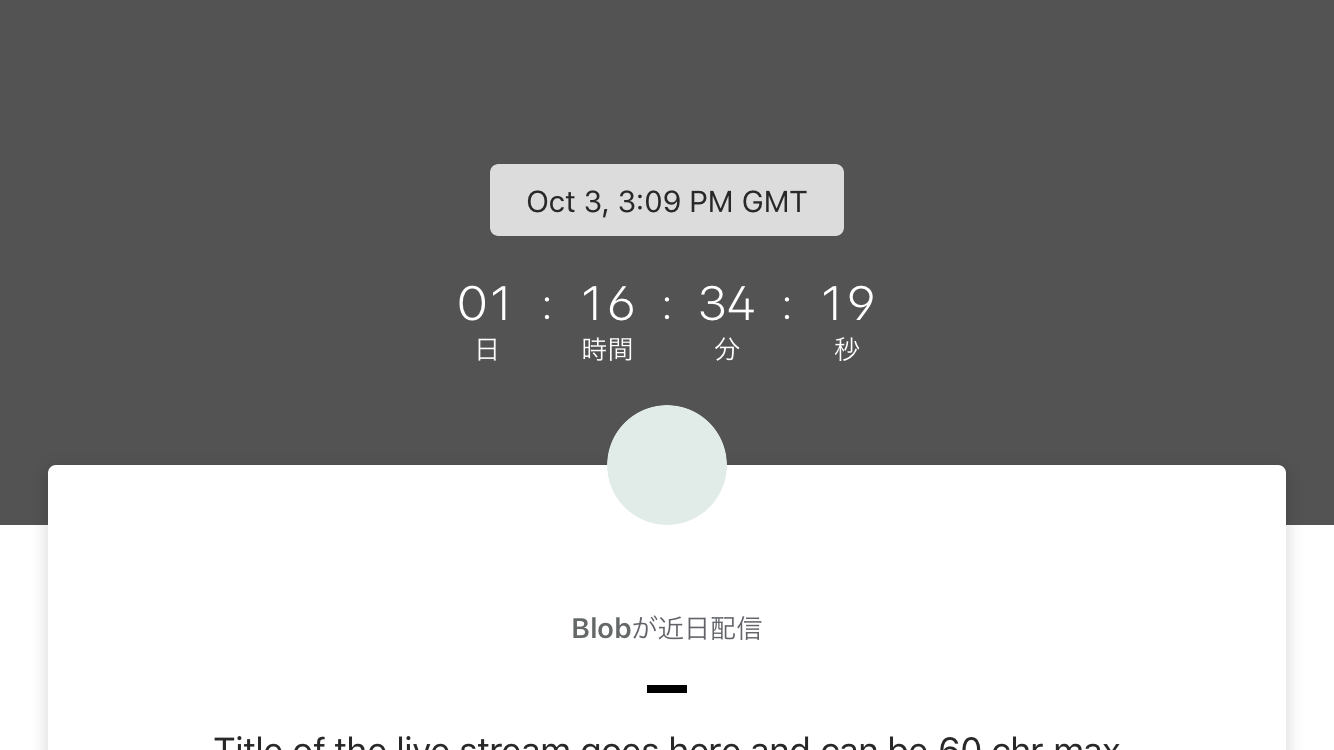 Oct 3, 3:09 PM GMT
01 : 16 : 34 : 19
日 時間 分 秒
Blobが近日配信
Title of the live stream goes here and can be 60 chr max